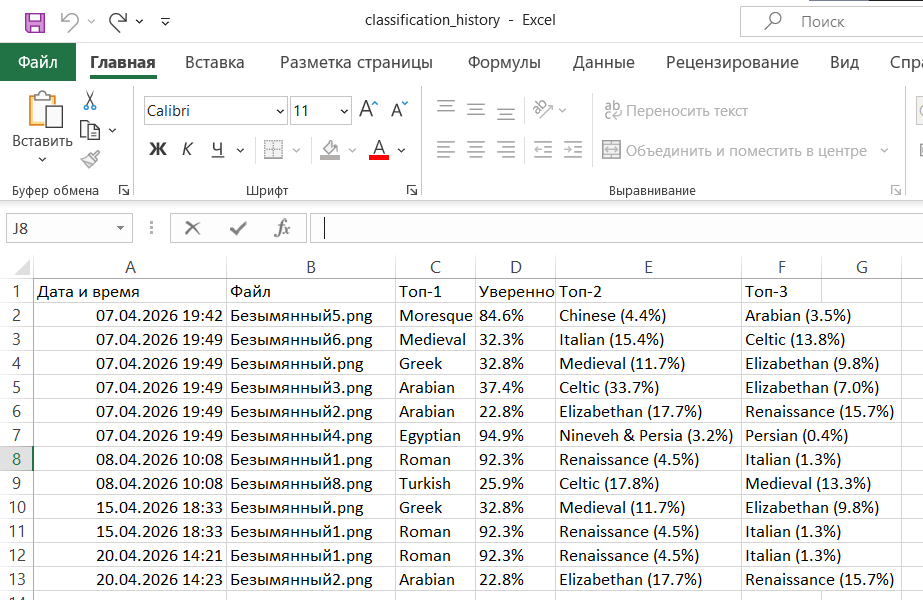 classification_history - Excel
Поиск
Файл Главная Вставка Разметка страницы Формулы Данные Рецензирование Вид Спра
Calibri 11 A A ab Переносить текст
Вставить
Ж К Ч А Объединить и поместить в центре
Буфер обмена Шрифт Выравнивание
J8 fx
A B C D E F G
1 Дата и время Файл Топ-1 Уверенно Топ-2 Топ-3
2 07.04.2026 19:42 Безымянный5.png Moresque 84.6% Chinese (4.4%) Arabian (3.5%)
3 07.04.2026 19:49 Безымянный6.png Medieval 32.3% Italian (15.4%) Celtic (13.8%)
4 07.04.2026 19:49 Безымянный.png Greek 32.8% Medieval (11.7%) Elizabethan (9.8%)
5 07.04.2026 19:49 Безымянный3.png Arabian 37.4% Celtic (33.7%) Elizabethan (7.0%)
6 07.04.2026 19:49 Безымянный2.png Arabian 22.8% Elizabethan (17.7%) Renaissance (15.7%)
7 07.04.2026 19:49 Безымянный4.png Egyptian 94.9% Nineveh & Persia (3.2%) Persian (0.4%)
8 08.04.2026 10:08 Безымянный1.png Roman 92.3% Renaissance (4.5%) Italian (1.3%)
9 08.04.2026 10:08 Безымянный8.png Turkish 25.9% Celtic (17.8%) Medieval (13.3%)
10 15.04.2026 18:33 Безымянный.png Greek 32.8% Medieval (11.7%) Elizabethan (9.8%)
11 15.04.2026 18:33 Безымянный1.png Roman 92.3% Renaissance (4.5%) Italian (1.3%)
12 20.04.2026 14:21 Безымянный1.png Roman 92.3% Renaissance (4.5%) Italian (1.3%)
13 20.04.2026 14:23 Безымянный2.png Arabian 22.8% Elizabethan (17.7%) Renaissance (15.7%)